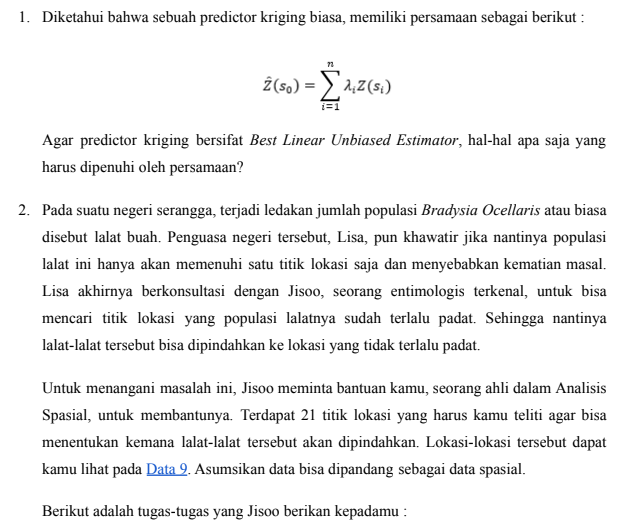 1. Diketahui bahwa sebuah predictor kriging biasa, memiliki persamaan sebagai berikut :
Ẑ(s₀) = ∑ᵢ₌₁ⁿ λᵢZ(sᵢ)
Agar predictor kriging bersifat Best Linear Unbiased Estimator, hal-hal apa saja yang
harus dipenuhi oleh persamaan?
2. Pada suatu negeri serangga, terjadi ledakan jumlah populasi Bradysia Ocellaris atau biasa
disebut lalat buah. Penguasa negeri tersebut, Lisa, pun khawatir jika nantinya populasi
lalat ini hanya akan memenuhi satu titik lokasi saja dan menyebabkan kematian masal.
Lisa akhirnya berkonsultasi dengan Jisoo, seorang entimologis terkenal, untuk bisa
mencari titik lokasi yang populasi lalatnya sudah terlalu padat. Sehingga nantinya
lalat-lalat tersebut bisa dipindahkan ke lokasi yang tidak terlalu padat.
Untuk menangani masalah ini, Jisoo meminta bantuan kamu, seorang ahli dalam Analisis
Spasial, untuk membantunya. Terdapat 21 titik lokasi yang harus kamu teliti agar bisa
menentukan kemana lalat-lalat tersebut akan dipindahkan. Lokasi-lokasi tersebut dapat
kamu lihat pada Data 9. Asumsikan data bisa dipandang sebagai data spasial.
Berikut adalah tugas-tugas yang Jisoo berikan kepadamu :